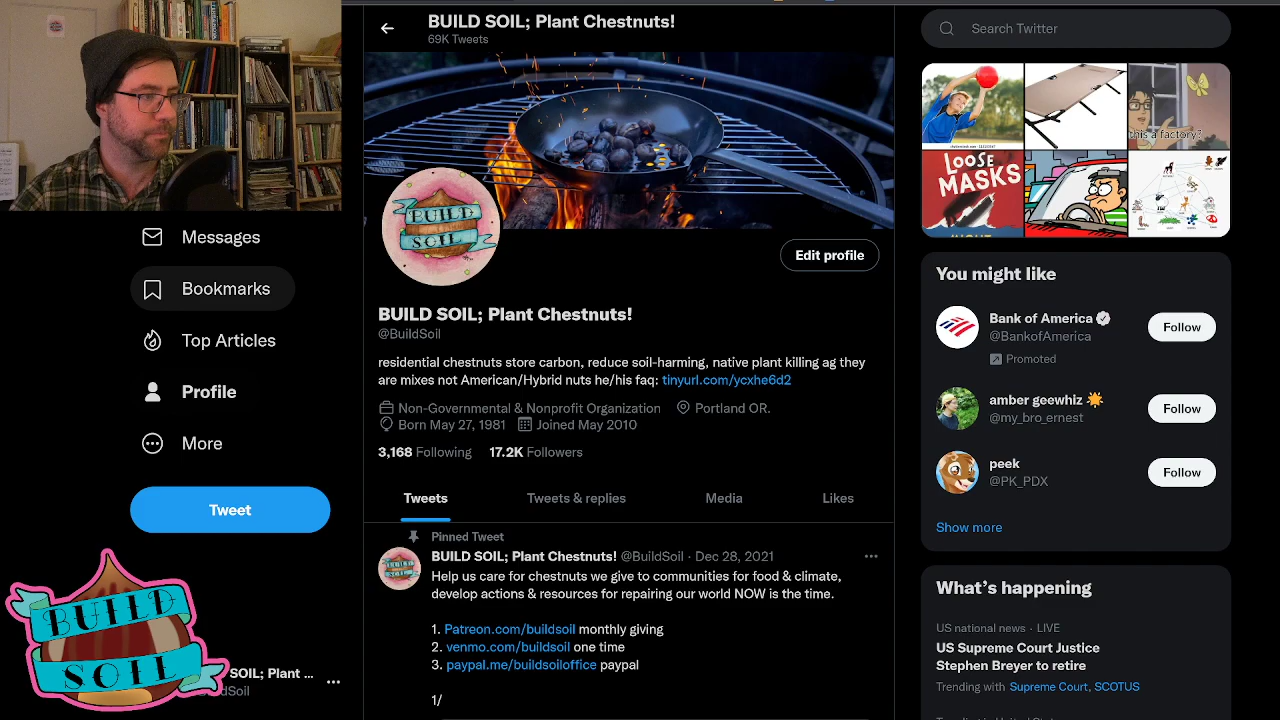 BUILD SOIL; Plant Chestnuts!
69K Tweets
Search Twitter
this a factory?
LOOSE
MASKS
BUILD
SOIL
Edit profile
Messages
Bookmarks
Top Articles
Profile
More
Tweet
BUILD SOIL; Plant Chestnuts!
@BuildSoil
residential chestnuts store carbon, reduce soil-harming, native plant killing ag they
are mixes not American/Hybrid nuts he/his faq: tinyurl.com/ycxhe6d2
Non-Governmental & Nonprofit Organization Portland OR.
Born May 27, 1981 Joined May 2010
3,168 Following 17.2K Followers
Tweets Tweets & replies Media Likes
Pinned Tweet
BUILD SOIL; Plant Chestnuts! @BuildSoil · Dec 28, 2021
Help us care for chestnuts we give to communities for food & climate,
develop actions & resources for repairing our world NOW is the time.
1. Patreon.com/buildsoil monthly giving
2. venmo.com/buildsoil one time
3. paypal.me/buildsoiloffice paypal
1/
You might like
Bank of America
@BankofAmerica
Promoted
Follow
amber geewhiz
@my_bro_ernest
Follow
peek
@PK_PDX
Follow
Show more
What's happening
US national news · LIVE
US Supreme Court Justice
Stephen Breyer to retire
Trending with Supreme Court, SCOTUS
BUILD
SOIL
SOIL; Plant ...